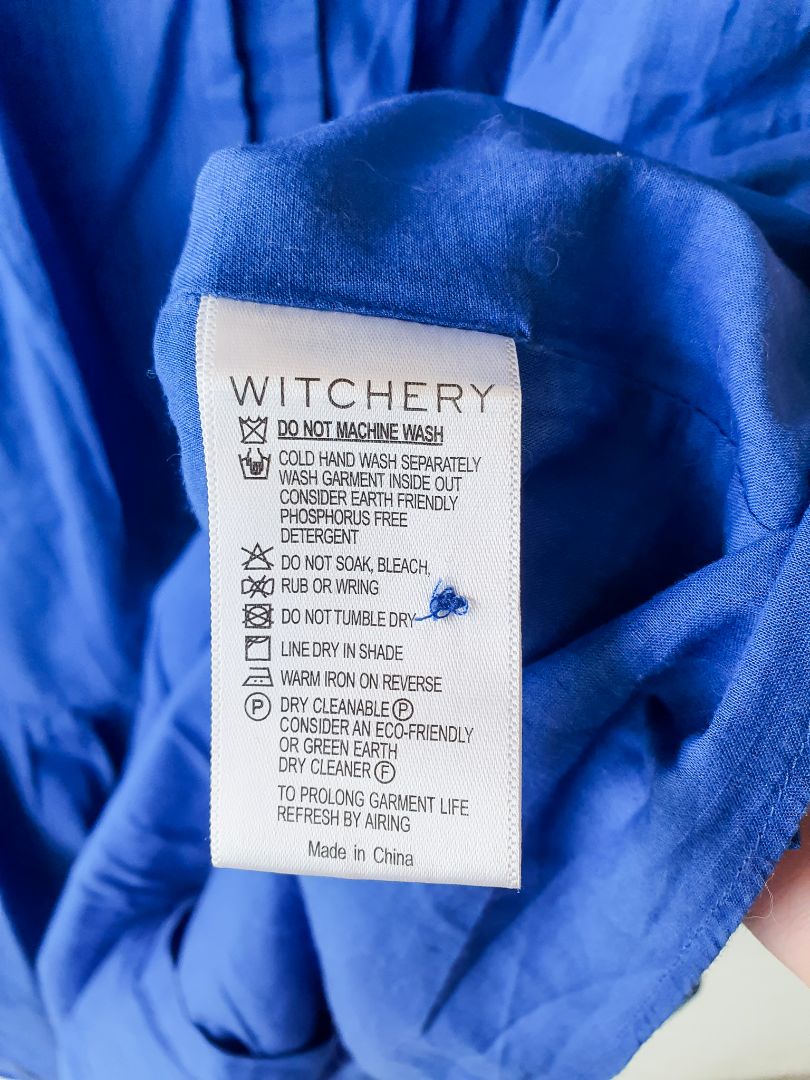 WITCHERY
DO NOT MACHINE WASH
COLD HAND WASH SEPARATELY
WASH GARMENT INSIDE OUT
CONSIDER EARTH FRIENDLY
PHOSPHORUS FREE
DETERGENT
DO NOT SOAK, BLEACH,
RUB OR WRING
DO NOT TUMBLE DRY
LINE DRY IN SHADE
WARM IRON ON REVERSE
P DRY CLEANABLE P
CONSIDER AN ECO-FRIENDLY
OR GREEN EARTH
DRY CLEANER F
TO PROLONG GARMENT LIFE
REFRESH BY AIRING
Made in China